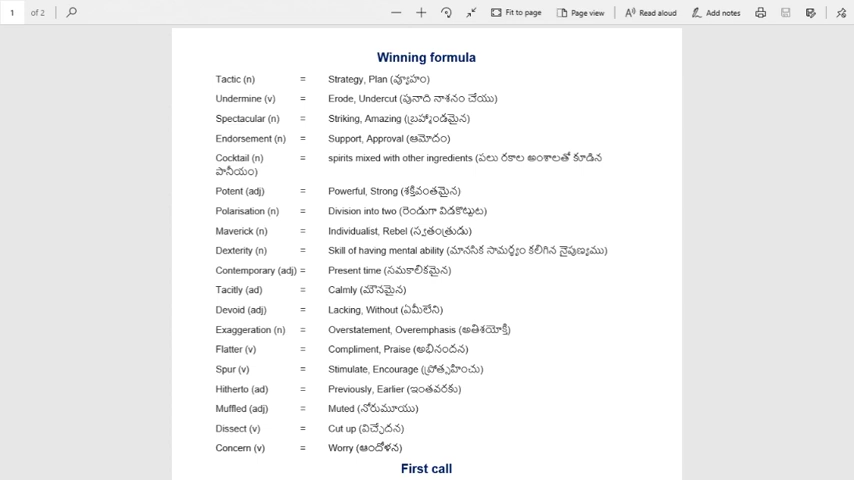 1 of 2 Fit to page Page view Read aloud Add notes
Winning formula
Tactic (n) = Strategy, Plan (వ్యూహం)
Undermine (v) = Erode, Undercut (పునాది నాశనం చేయు)
Spectacular (n) = Striking, Amazing (బ్రహ్మాండమైన)
Endorsement (n) = Support, Approval (ఆమోదం)
Cocktail (n) = spirits mixed with other ingredients (పలు రకాల అంశాలతో కూడిన
పానీయం)
Potent (adj) = Powerful, Strong (శక్తివంతమైన)
Polarisation (n) = Division into two (రెండుగా విడకొట్టుట)
Maverick (n) = Individualist, Rebel (స్వతంత్రుడు)
Dexterity (n) = Skill of having mental ability (మానసిక సామర్థ్యం కలిగిన నైపుణ్యము)
Contemporary (adj) = Present time (సమకాలికమైన)
Tacitly (ad) = Calmly (మౌనమైన)
Devoid (adj) = Lacking, Without (ఏమీలేని)
Exaggeration (n) = Overstatement, Overemphasis (అతిశయోక్తి)
Flatter (v) = Compliment, Praise (అభినందన)
Spur (v) = Stimulate, Encourage (ప్రోత్సహించు)
Hitherto (ad) = Previously, Earlier (ఇంతవరకు)
Muffled (adj) = Muted (నోరుమూయు)
Dissect (v) = Cut up (విచ్ఛేదన)
Concern (v) = Worry (ఆందోళన)
First call